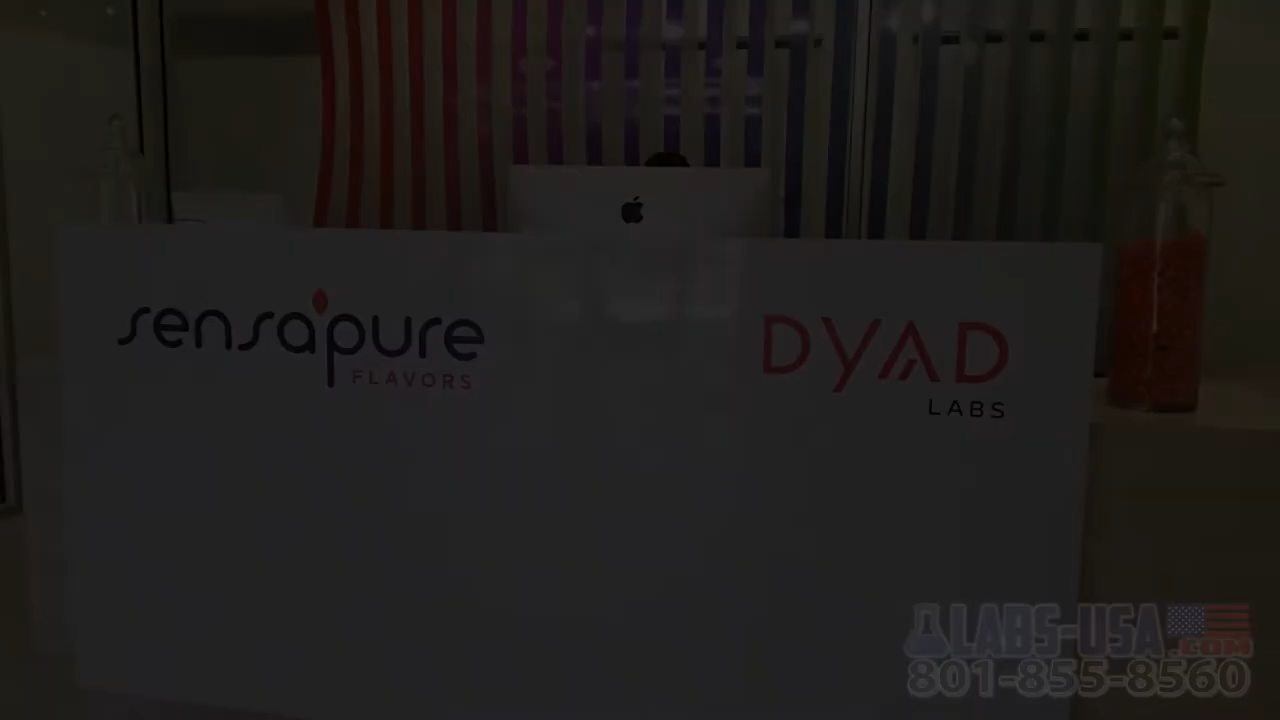 sensapure
FLAVORS
DYAD
LABS
LABS-USA
.COM
801-855-8560